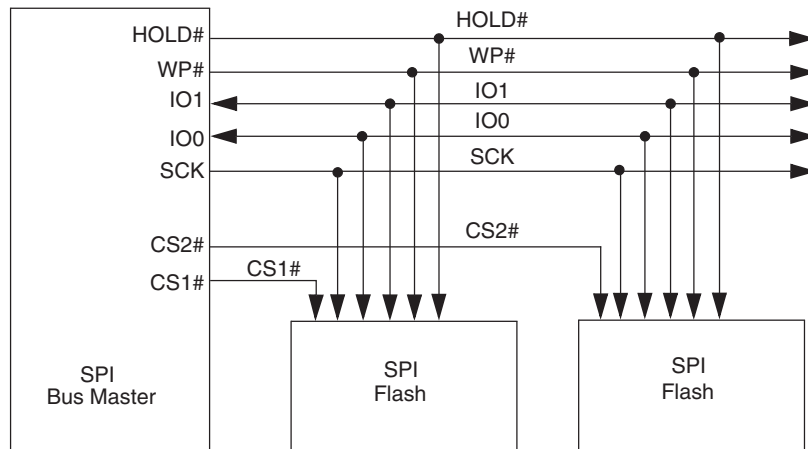 HOLD# HOLD#
WP# WP#
IO1 IO1
IO0 IO0
SCK SCK
CS2# CS2#
CS1# CS1#
SPI
Bus Master
SPI
Flash
SPI
Flash